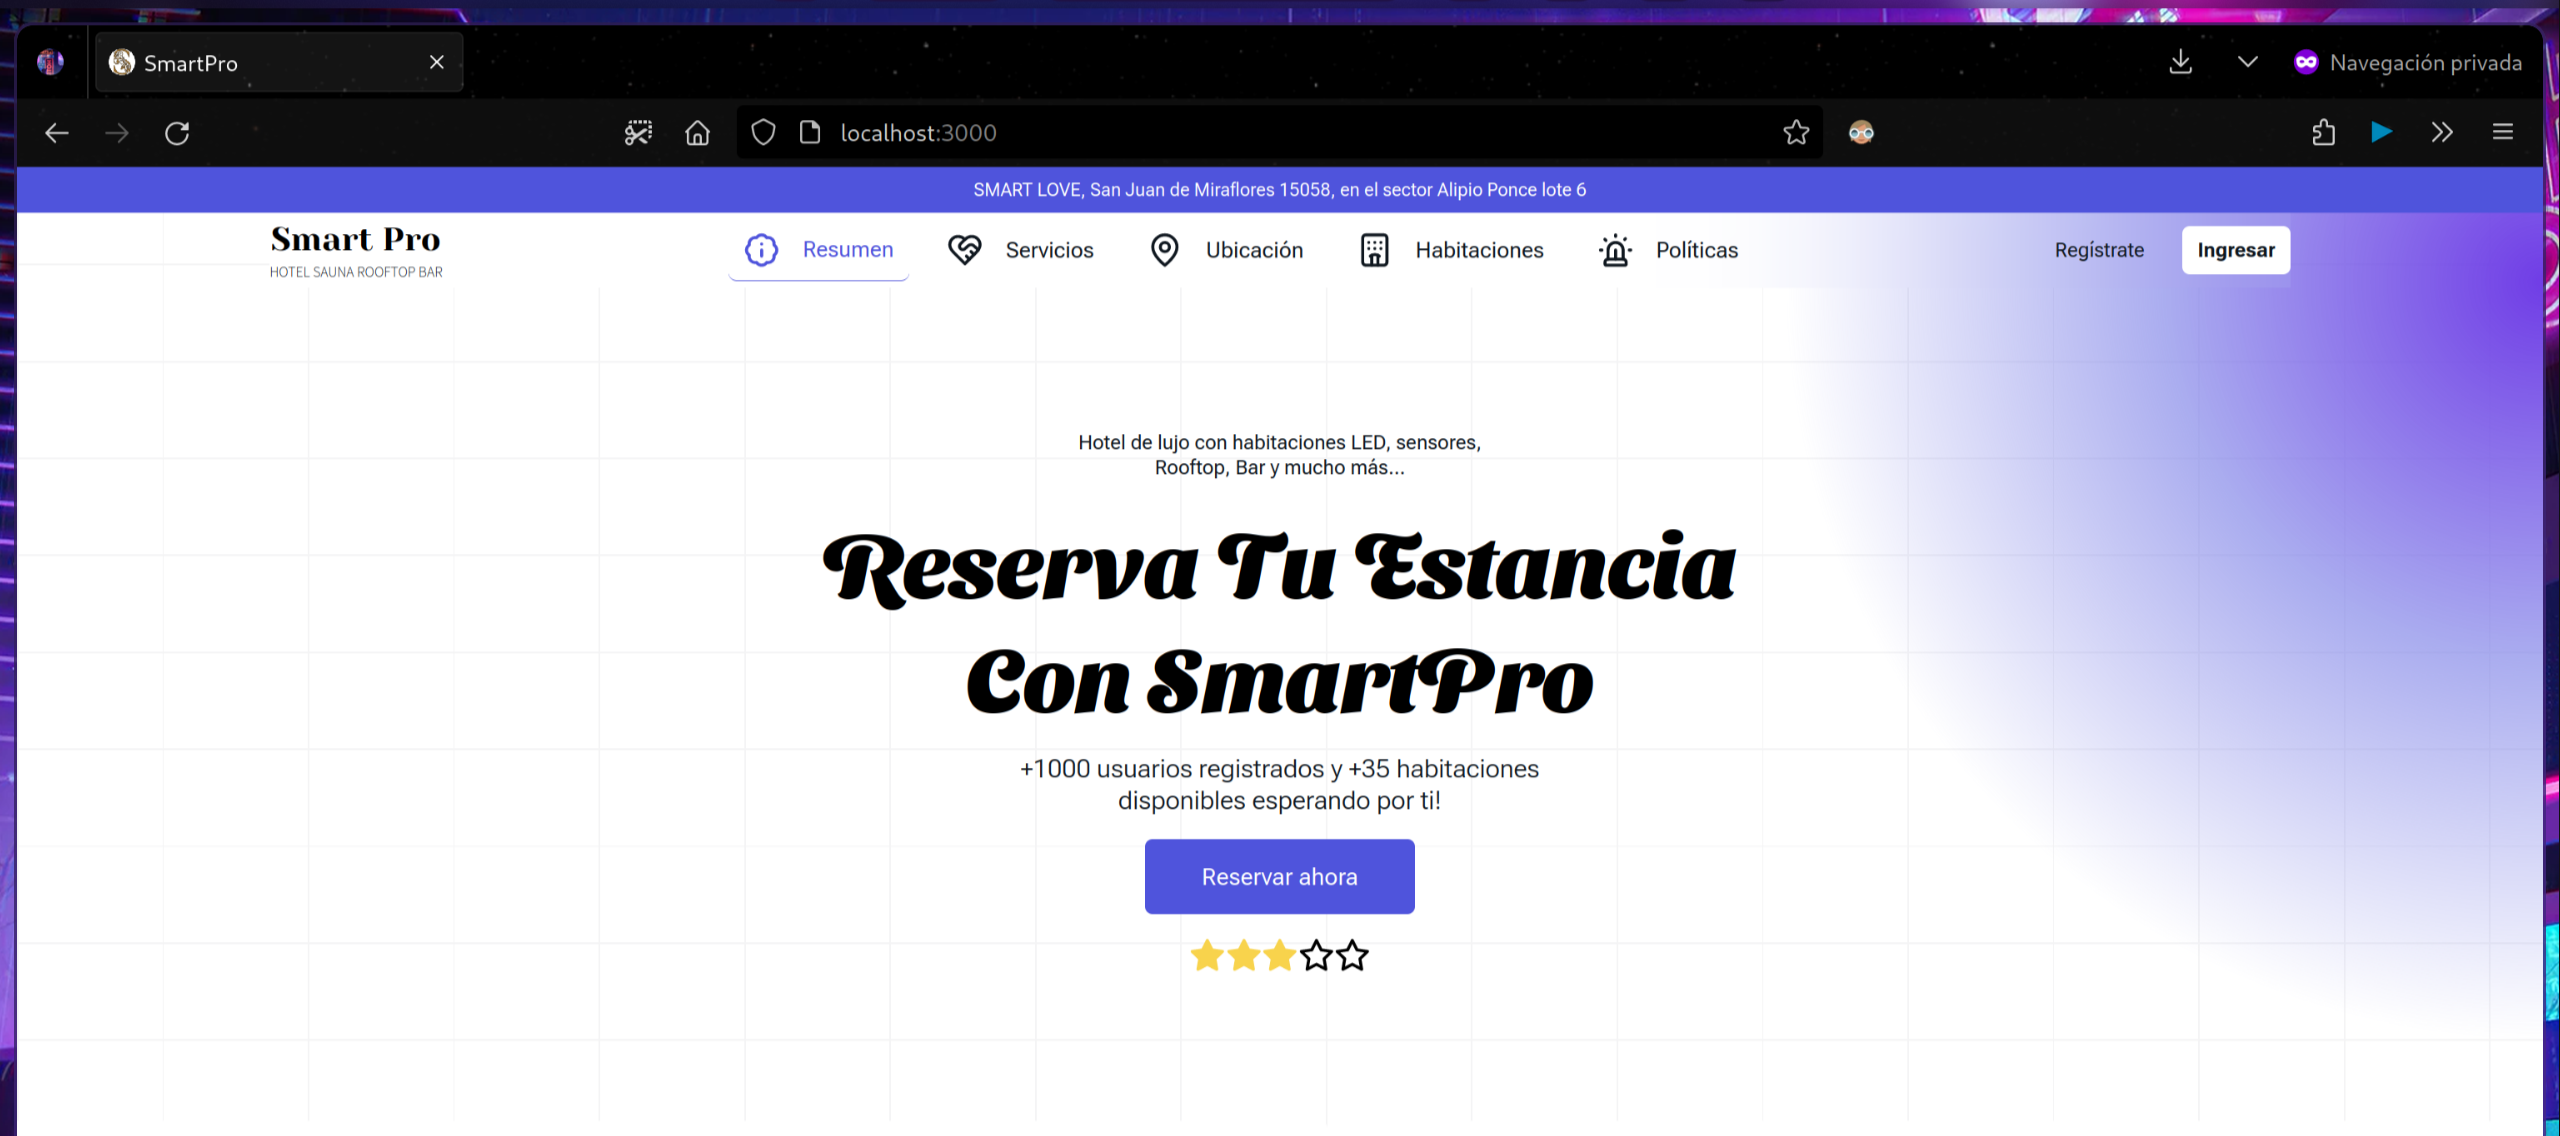 SmartPro
Navegación privada
localhost:3000
SMART LOVE, San Juan de Miraflores 15058, en el sector Alipio Ponce lote 6
Smart Pro
HOTEL SAUNA ROOFTOP BAR
Resumen
Servicios
Ubicación
Habitaciones
Políticas
Regístrate
Ingresar
Hotel de lujo con habitaciones LED, sensores,
Rooftop, Bar y mucho más...
Reserva Tu Estancia
Con SmartPro
+1000 usuarios registrados y +35 habitaciones
disponibles esperando por ti!
Reservar ahora